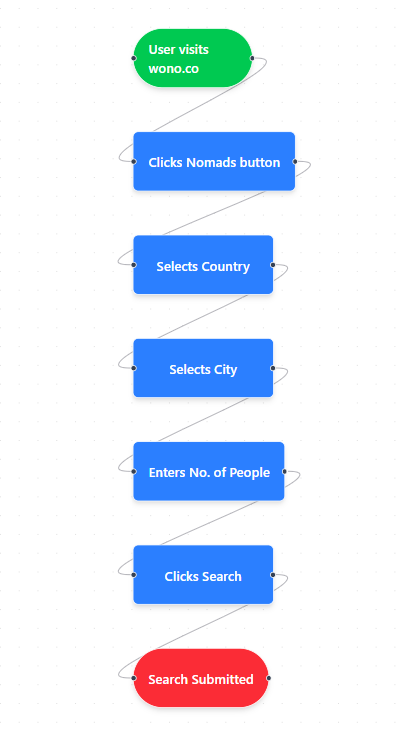 User visits
wono.co
Clicks Nomads button
Selects Country
Selects City
Enters No. of People
Clicks Search
Search Submitted